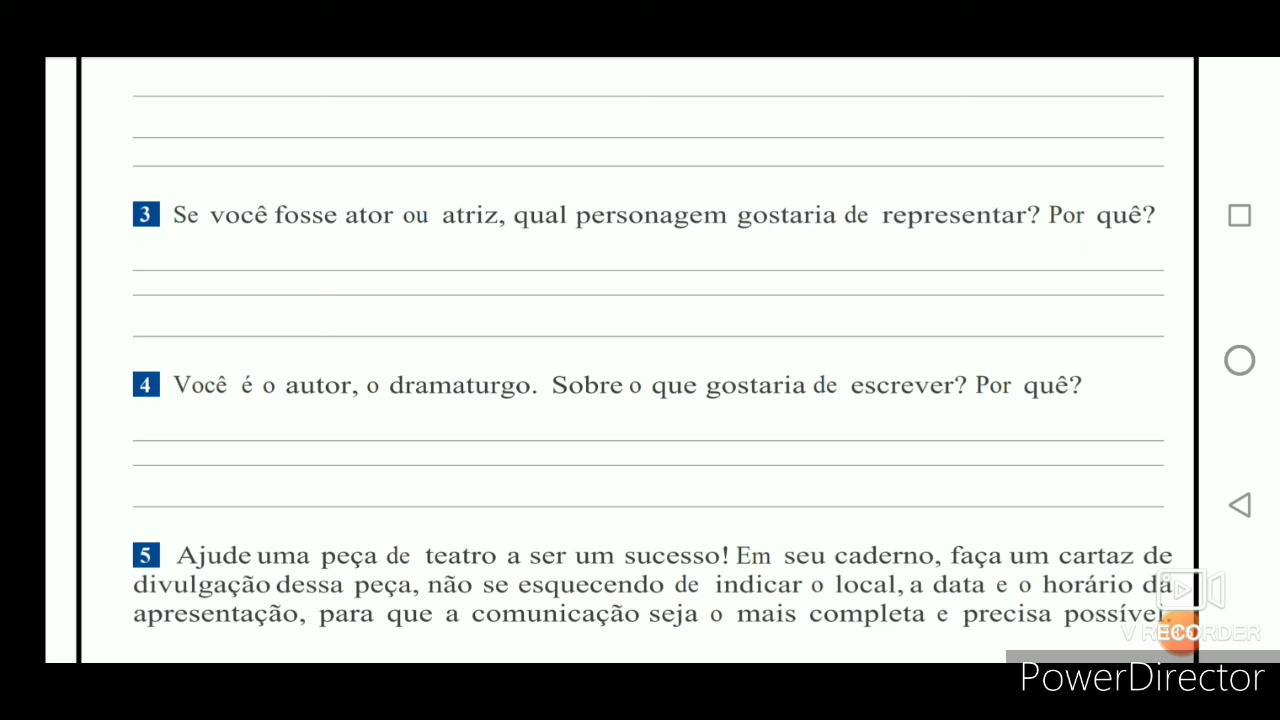 3 Se você fosse ator ou atriz, qual personagem gostaria de representar? Por quê?
4 Você é o autor, o dramaturgo. Sobre o que gostaria de escrever? Por quê?
5 Ajude uma peça de teatro a ser um sucesso! Em seu caderno, faça um cartaz de
divulgação dessa peça, não se esquecendo de indicar o local, a data e o horário da
apresentação, para que a comunicação seja o mais completa e precisa possível.
V RECORDER
PowerDirector